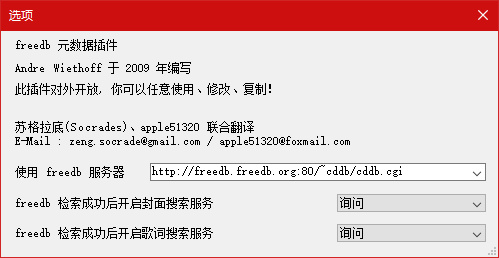 选项
freedb 元数据插件
Andre Wiethoff 于 2009 年编写
此插件对外开放，你可以任意使用、修改、复制！
苏格拉底(Socrades)、apple51320 联合翻译
E-Mail : zeng.socrade@gmail.com / apple51320@foxmail.com
使用 freedb 服务器 http://freedb.freedb.org:80/~cddb/cddb.cgi
freedb 检索成功后开启封面搜索服务 询问
freedb 检索成功后开启歌词搜索服务 询问